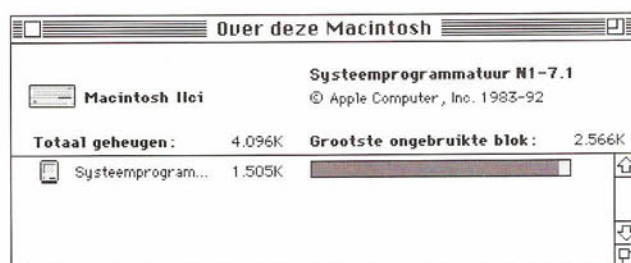 Over deze Macintosh
Systeemprogrammatuur N1-7.1
Macintosh IIci
© Apple Computer, Inc. 1983-92
Totaal geheugen: 4.096K Grootste ongebruikte blok: 2.566K
Systeemprogram... 1.505K